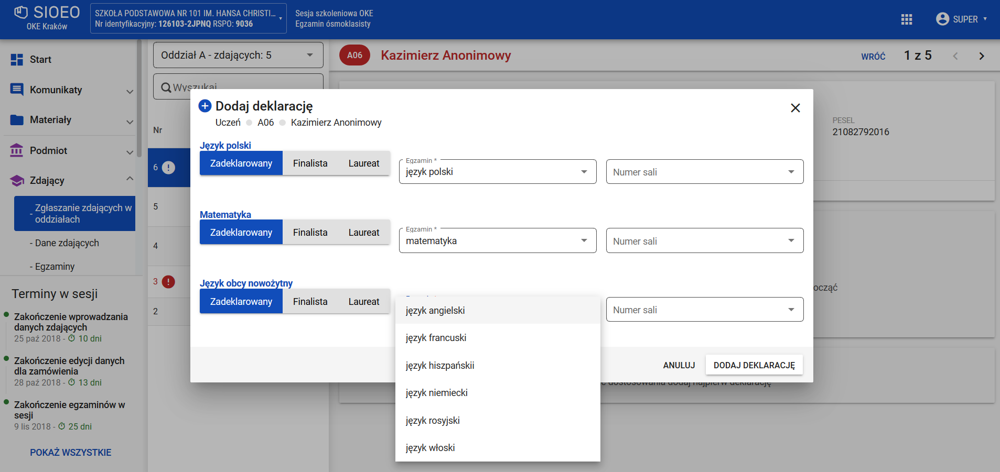 SIOEO
OKE Kraków
SZKOŁA PODSTAWOWA NR 101 IM. HANSA CHRISTI...
Nr identyfikacyjny: 126103-2JPNQ RSPO: 9036
Sesja szkoleniowa OKE
Egzamin ósmoklasisty
SUPER
Start
Komunikaty
Materiały
Podmiot
Zdający
- Zgłaszanie zdających w
oddziałach
- Dane zdających
- Egzaminy
Terminy w sesji
Zakończenie wprowadzania
danych zdających
25 paź 2018 - 10 dni
Zakończenie edycji danych
dla zamówienia
28 paź 2018 - 13 dni
Zakończenie egzaminów w
sesji
9 lis 2018 - 25 dni
POKAŻ WSZYSTKIE
Oddział A - zdających: 5
Wyszukaj
Nr
6
5
4
3
2
A06
Kazimierz Anonimowy
WRÓĆ
1 z 5
PESEL
21082792016
Dodaj deklarację
Uczeń A06 Kazimierz Anonimowy
Język polski
Zadeklarowany Finalista Laureat
Egzamin *
język polski
Numer sali
Matematyka
Zadeklarowany Finalista Laureat
Egzamin *
matematyka
Numer sali
Język obcy nowożytny
Zadeklarowany Finalista Laureat
język angielski
język francuski
język hiszpańskii
język niemiecki
język rosyjski
język włoski
Numer sali
ANULUJ
DODAJ DEKLARACJĘ
ocząć
dostosowania dodaj najpierw deklarację